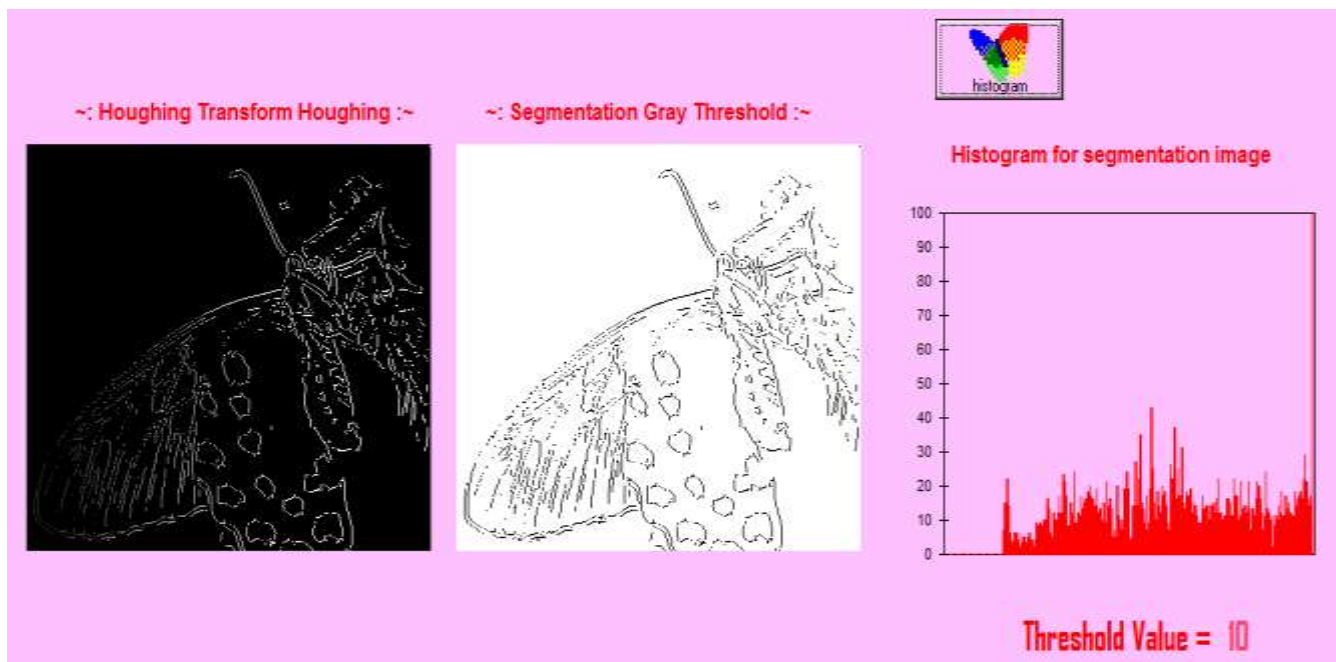 histogram
~: Houghing Transform Houghing :~
~: Segmentation Gray Threshold :~
Histogram for segmentation image
100
90
80
70
60
50
40
30
20
10
0
Threshold Value = 10